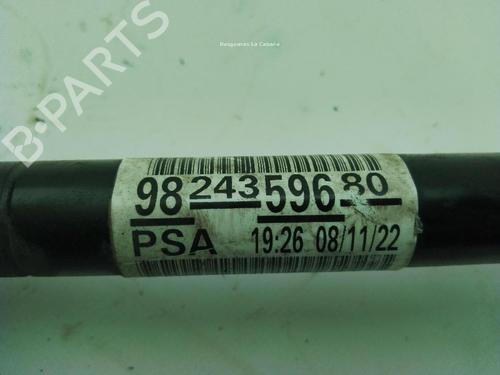 Desguaces La Cabaña
B-PARTS
98 243 596 80
PSA 19:26 08/11/22